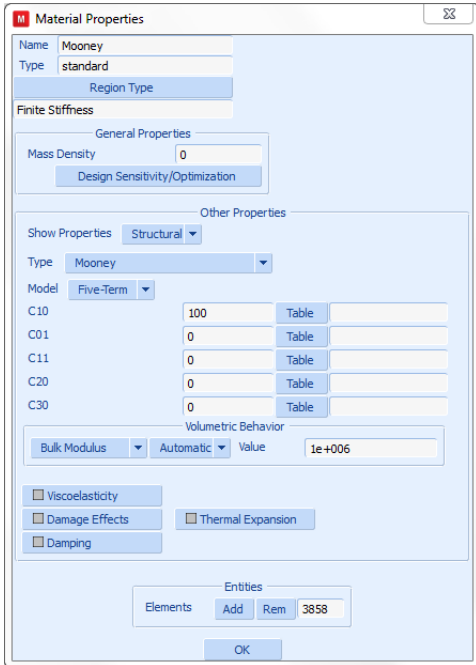 M Material Properties
Name Mooney
Type standard
Region Type
Finite Stiffness
General Properties
Mass Density 0
Design Sensitivity/Optimization
Other Properties
Show Properties Structural
Type Mooney
Model Five-Term
C10 100 Table
C01 0 Table
C11 0 Table
C20 0 Table
C30 0 Table
Volumetric Behavior
Bulk Modulus Automatic Value 1e+006
Viscoelasticity
Damage Effects Thermal Expansion
Damping
Entities
Elements Add Rem 3858
OK